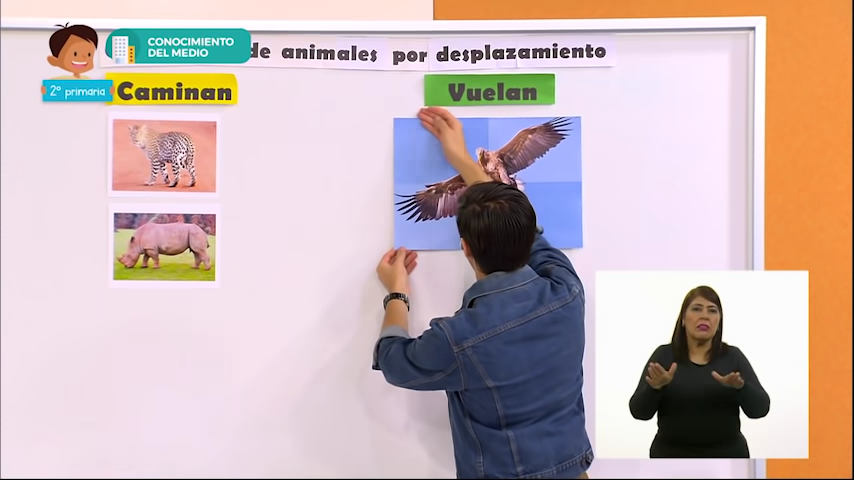 CONOCIMIENTO
DEL MEDIO
2° primaria
de animales por desplazamiento
Caminan
Vuelan